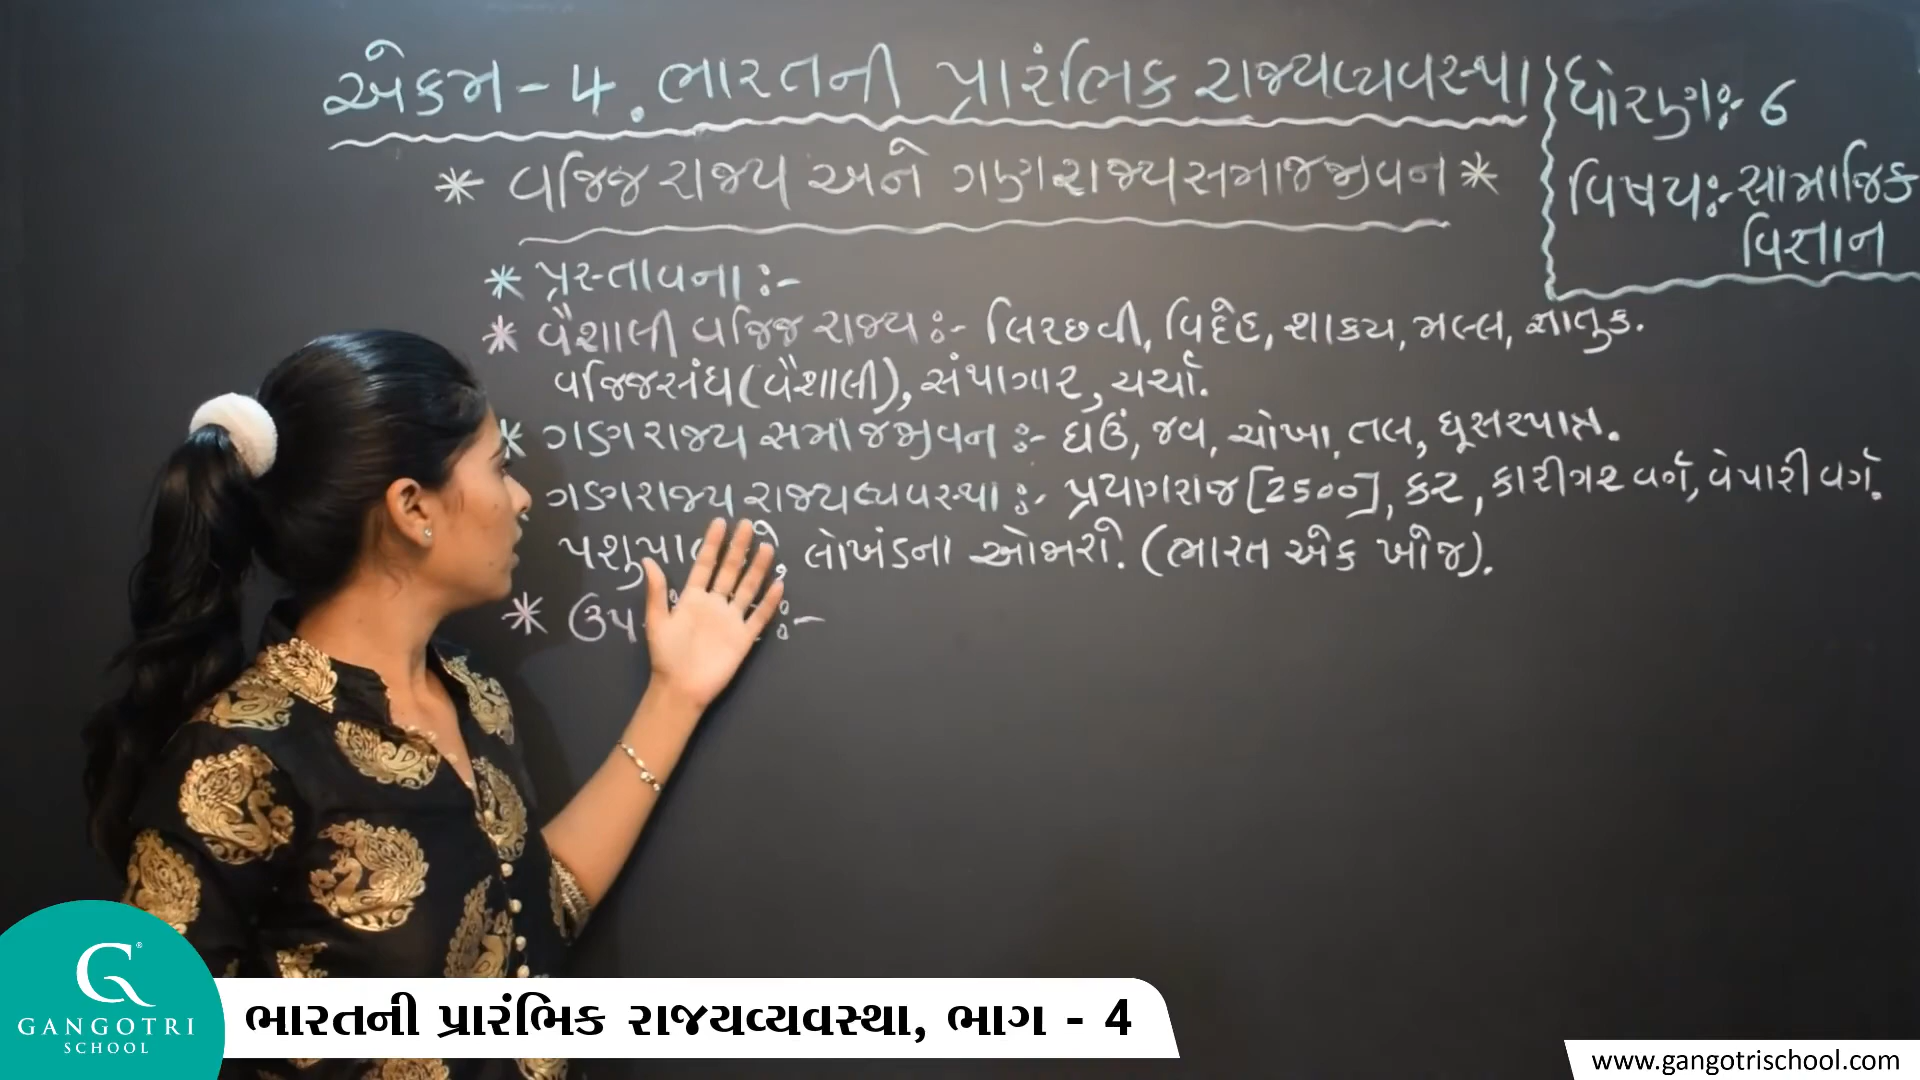 એકમ - 4. ભારતની પ્રારંભિક રાજ્યવ્યવસ્થા
ધોરણ :- 6
વિષય :- સામાજિક
વિજ્ઞાન
* વજ્જિ રાજ્ય અને ગણરાજ્ય સમાજજીવન *
* પ્રસ્તાવના :-
* વૈશાલી વજ્જિ રાજ્ય :- લિચ્છવી, વિદેહ, શાક્ય, મલ્લ, જ્ઞાતૃક.
વજ્જિસંઘ (વૈશાલી), સંથાગાર, ચર્ચા.
* ગણરાજ્ય સમાજજીવન :- ઘઉં, જવ, ચોખા, તલ, ધૂસરપાત્ર.
ગણરાજ્ય રાજ્યવ્યવસ્થા :- પ્રયાગરાજ [2500], કર, કારીગર વર્ગ, વેપારી વર્ગ.
લોખંડના ઓજારો. (ભારત એક ખોજ).
ભારતની પ્રારંભિક રાજયવ્યવસ્થા, ભાગ - 4
GANGOTRI
SCHOOL
www.gangotrischool.com